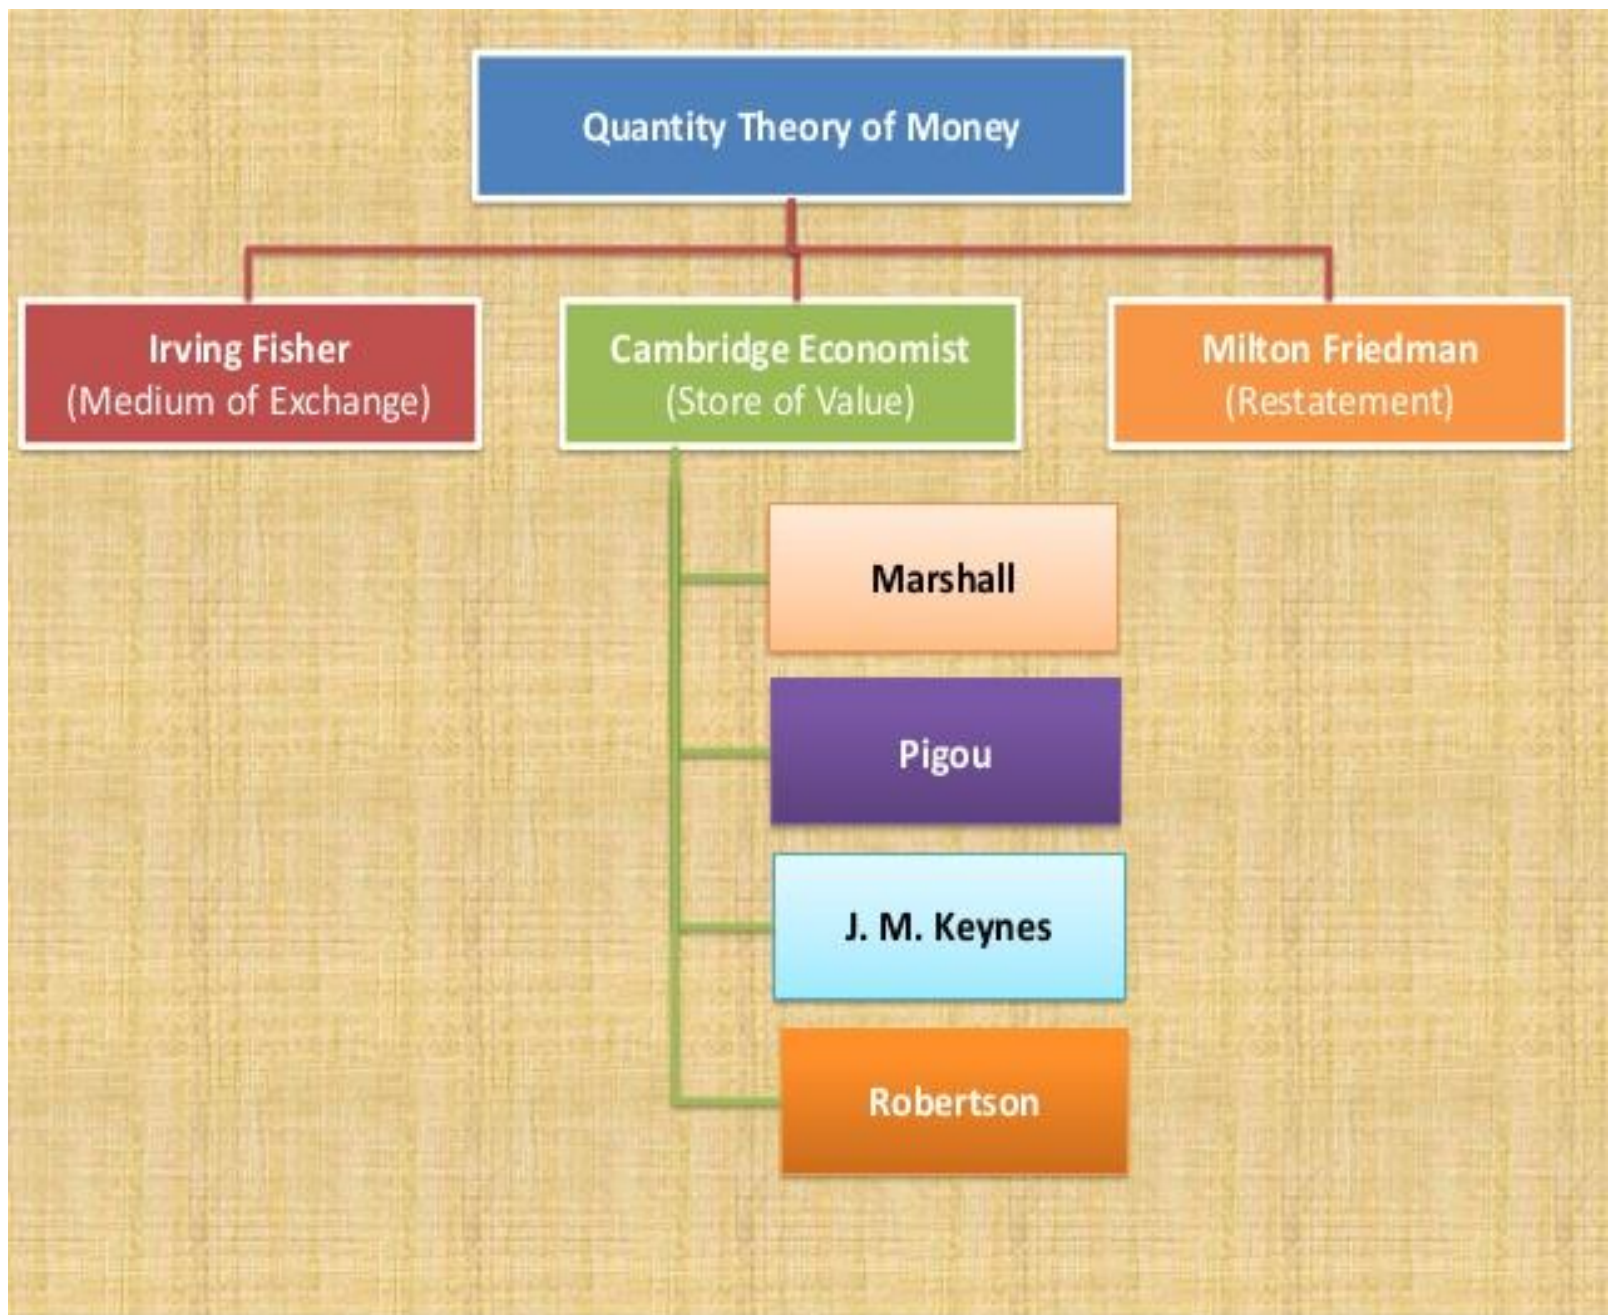 Quantity Theory of Money
Irving Fisher
(Medium of Exchange)
Cambridge Economist
(Store of Value)
Milton Friedman
(Restatement)
Marshall
Pigou
J. M. Keynes
Robertson